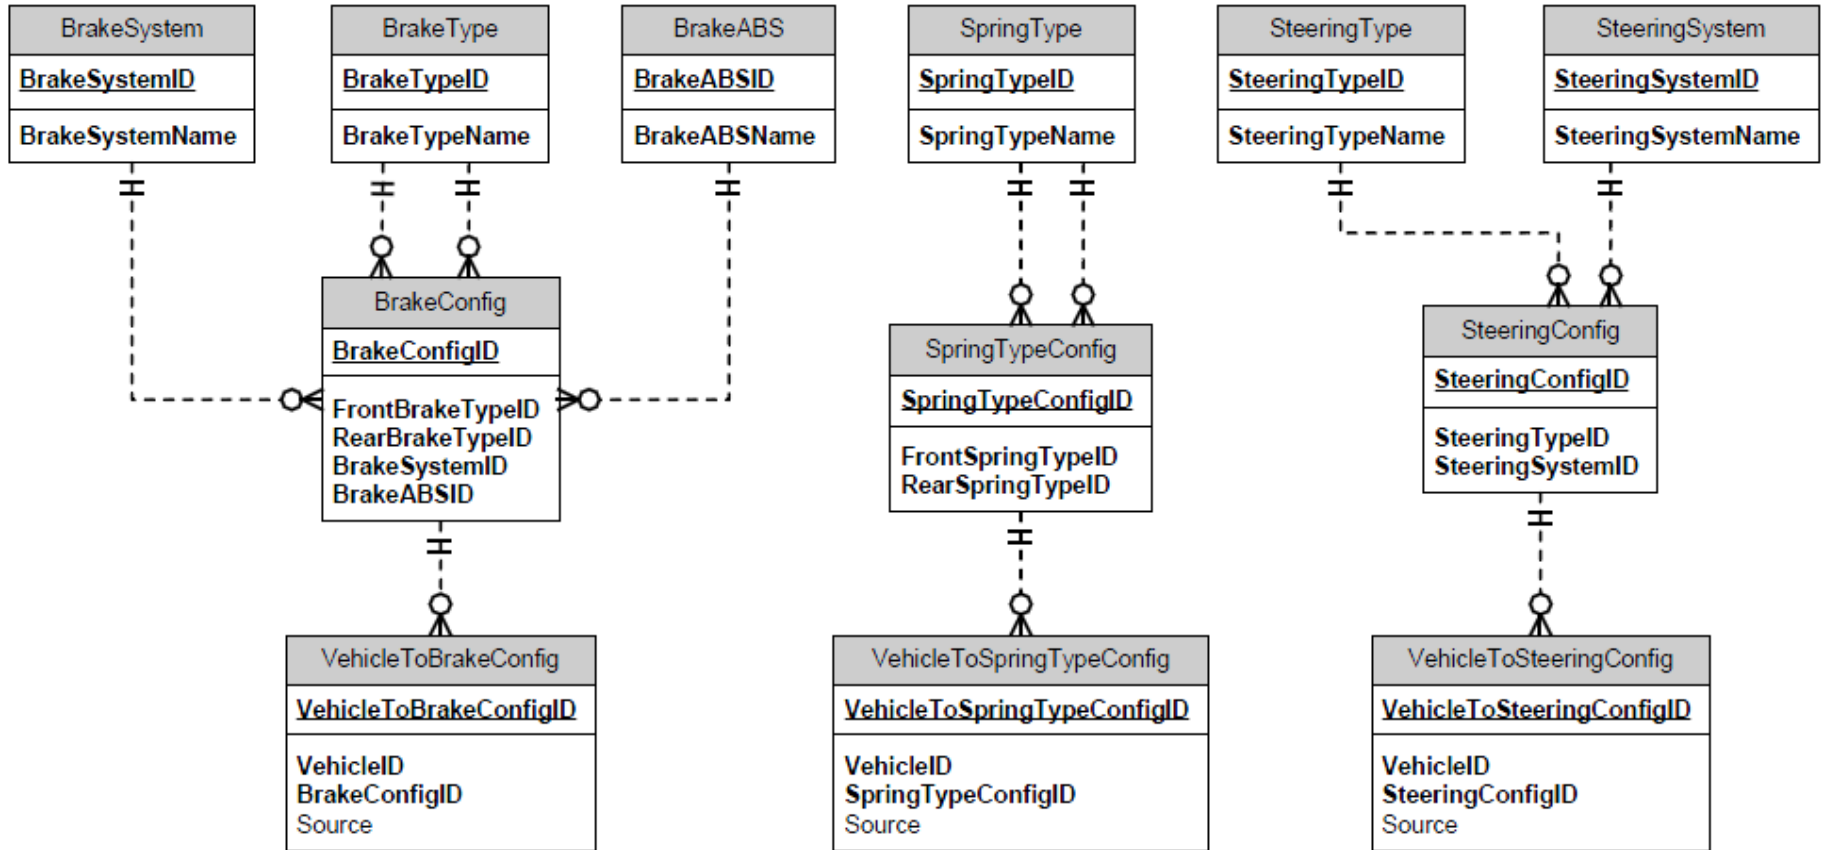 BrakeSystem
BrakeSystemID
BrakeSystemName
BrakeType
BrakeTypeID
BrakeTypeName
BrakeABS
BrakeABSID
BrakeABSName
SpringType
SpringTypeID
SpringTypeName
SteeringType
SteeringTypeID
SteeringTypeName
SteeringSystem
SteeringSystemID
SteeringSystemName
BrakeConfig
BrakeConfigID
FrontBrakeTypeID
RearBrakeTypeID
BrakeSystemID
BrakeABSID
SpringTypeConfig
SpringTypeConfigID
FrontSpringTypeID
RearSpringTypeID
SteeringConfig
SteeringConfigID
SteeringTypeID
SteeringSystemID
VehicleToBrakeConfig
VehicleToBrakeConfigID
VehicleID
BrakeConfigID
Source
VehicleToSpringTypeConfig
VehicleToSpringTypeConfigID
VehicleID
SpringTypeConfigID
Source
VehicleToSteeringConfig
VehicleToSteeringConfigID
VehicleID
SteeringConfigID
Source